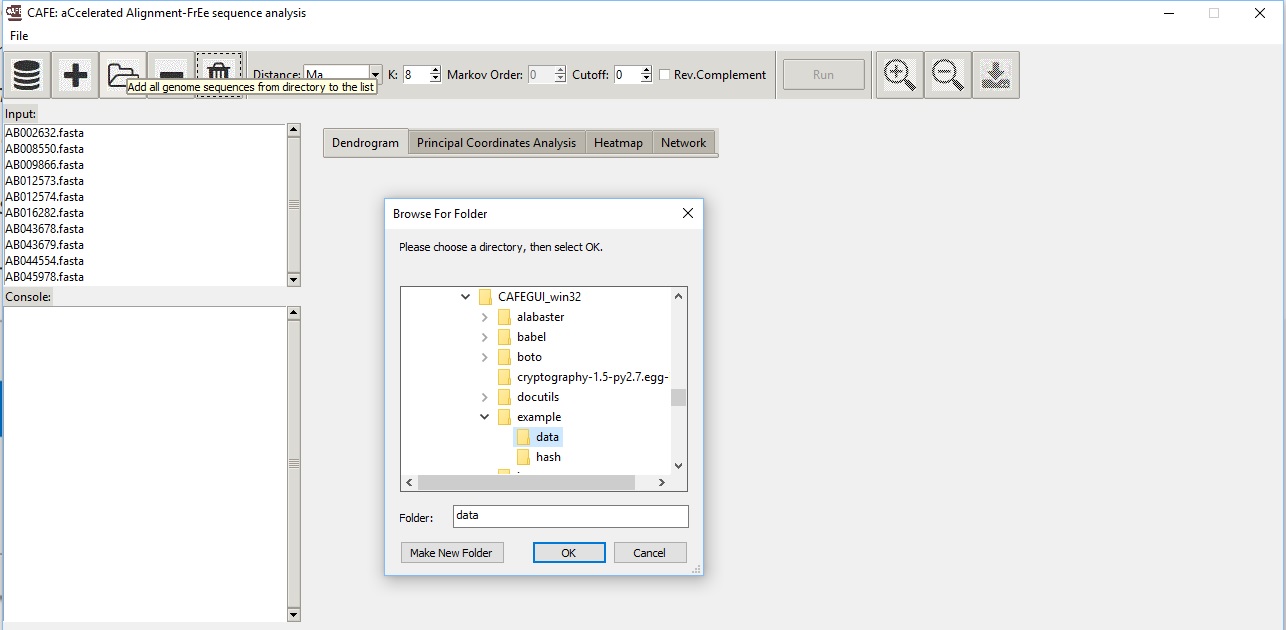 CAFE: aCcelerated Alignment-FrEe sequence analysis
File
Distance: Ma K: 8 Markov Order: 0 Cutoff: 0 Rev.Complement Run
Add all genome sequences from directory to the list
Input:
AB002632.fasta
AB008550.fasta
AB009866.fasta
AB012573.fasta
AB012574.fasta
AB016282.fasta
AB043678.fasta
AB043679.fasta
AB044554.fasta
AB045978.fasta
Console:
Dendrogram Principal Coordinates Analysis Heatmap Network
Browse For Folder
Please choose a directory, then select OK.
CAFEGUI_win32
alabaster
babel
boto
cryptography-1.5-py2.7.egg-
docutils
example
data
hash
Folder: data
Make New Folder OK Cancel